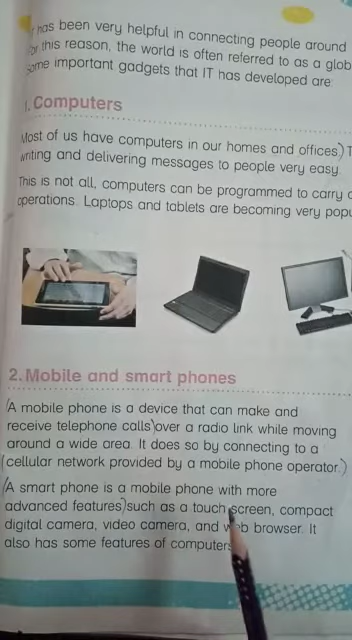 has been very helpful in connecting people around
this reason, the world is often referred to as a glob
some important gadgets that IT has developed are:
1. Computers
Most of us have computers in our homes and offices) T
writing and delivering messages to people very easy.
This is not all, computers can be programmed to carry o
operations. Laptops and tablets are becoming very popu
2. Mobile and smart phones
(A mobile phone is a device that can make and
receive telephone calls) over a radio link while moving
around a wide area. It does so by connecting to a
(cellular network provided by a mobile phone operator.)
(A smart phone is a mobile phone with more
advanced features) such as a touch screen, compact
digital camera, video camera, and web browser. It
also has some features of computers